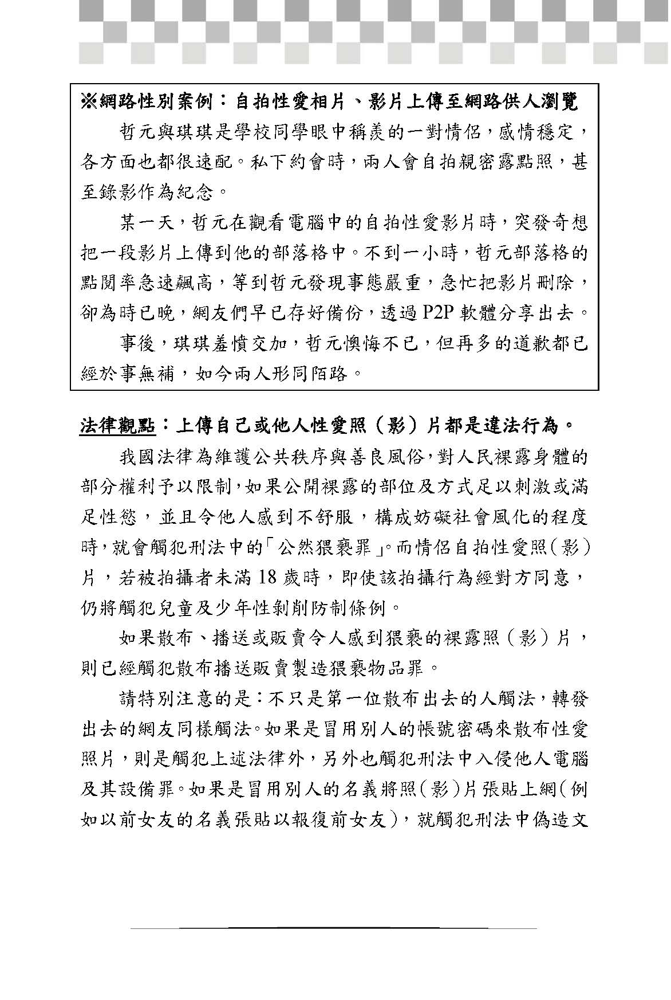 ※網路性別案例：自拍性愛相片、影片上傳至網路供人瀏覽
哲元與琪琪是學校同學眼中稱羨的一對情侶，感情穩定，
各方面也都很速配。私下約會時，兩人會自拍親密露點照，甚
至錄影作為紀念。
某一天，哲元在觀看電腦中的自拍性愛影片時，突發奇想
把一段影片上傳到他的部落格中。不到一小時，哲元部落格的
點閱率急速飆高，等到哲元發現事態嚴重，急忙把影片刪除，
卻為時已晚，網友們早已存好備份，透過 P2P 軟體分享出去。
事後，琪琪羞憤交加，哲元懊悔不已，但再多的道歉都已
經於事無補，如今兩人形同陌路。
法律觀點：上傳自己或他人性愛照（影）片都是違法行為。
我國法律為維護公共秩序與善良風俗，對人民裸露身體的
部分權利予以限制，如果公開裸露的部位及方式足以刺激或滿
足性慾，並且令他人感到不舒服，構成妨礙社會風化的程度
時，就會觸犯刑法中的「公然猥褻罪」。而情侶自拍性愛照（影）
片，若被拍攝者未滿 18 歲時，即使該拍攝行為經對方同意，
仍將觸犯兒童及少年性剝削防制條例。
如果散布、播送或販賣令人感到猥褻的裸露照（影）片，
則已經觸犯散布播送販賣製造猥褻物品罪。
請特別注意的是：不只是第一位散布出去的人觸法，轉發
出去的網友同樣觸法。如果是冒用別人的帳號密碼來散布性愛
照片，則是觸犯上述法律外，另外也觸犯刑法中入侵他人電腦
及其設備罪。如果是冒用別人的名義將照（影）片張貼上網（例
如以前女友的名義張貼以報復前女友），就觸犯刑法中偽造文